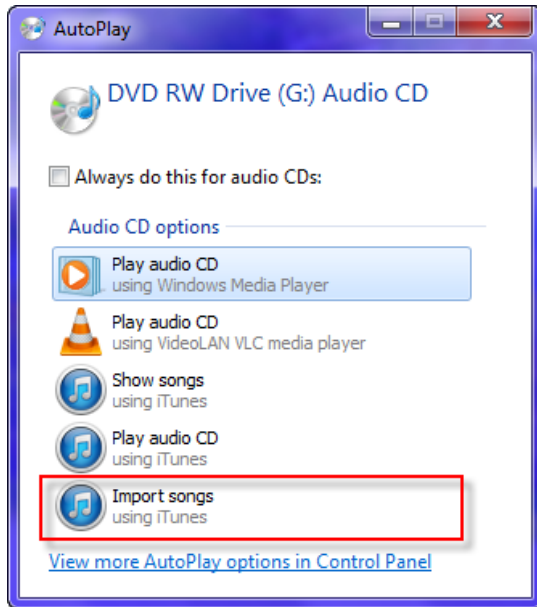 AutoPlay
DVD RW Drive (G:) Audio CD
Always do this for audio CDs:
Audio CD options
Play audio CD
using Windows Media Player
Play audio CD
using VideoLAN VLC media player
Show songs
using iTunes
Play audio CD
using iTunes
Import songs
using iTunes
View more AutoPlay options in Control Panel